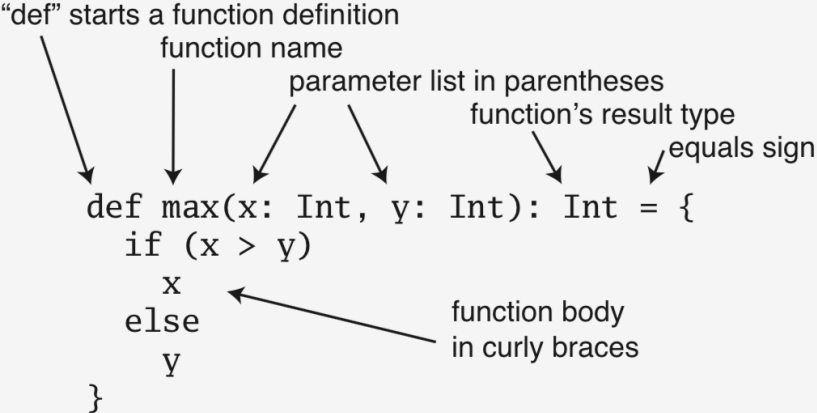 “def” starts a function definition
function name
parameter list in parentheses
function’s result type
equals sign
def max(x: Int, y: Int): Int = {
if (x > y)
x
else
y
}
function body
in curly braces